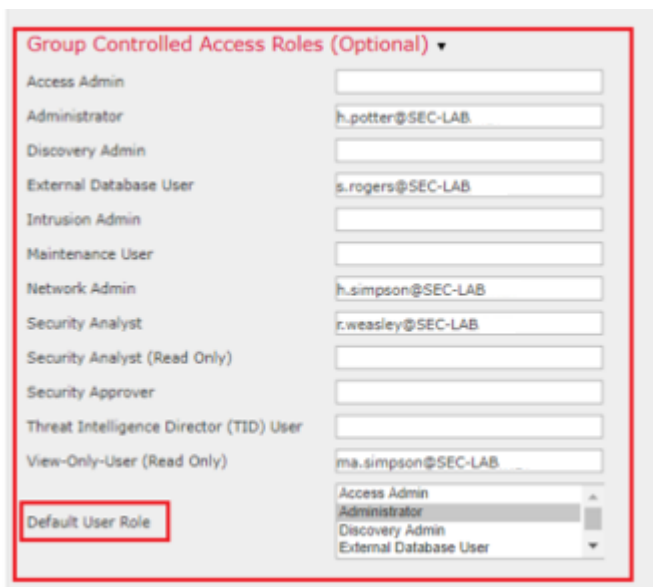 Group Controlled Access Roles (Optional) ▾
Access Admin
Administrator h.potter@SEC-LAB
Discovery Admin
External Database User s.rogers@SEC-LAB
Intrusion Admin
Maintenance User
Network Admin h.simpson@SEC-LAB
Security Analyst r.weasley@SEC-LAB
Security Analyst (Read Only)
Security Approver
Threat Intelligence Director (TID) User
View-Only-User (Read Only) ma.simpson@SEC-LAB
Default User Role
Access Admin
Administrator
Discovery Admin
External Database User